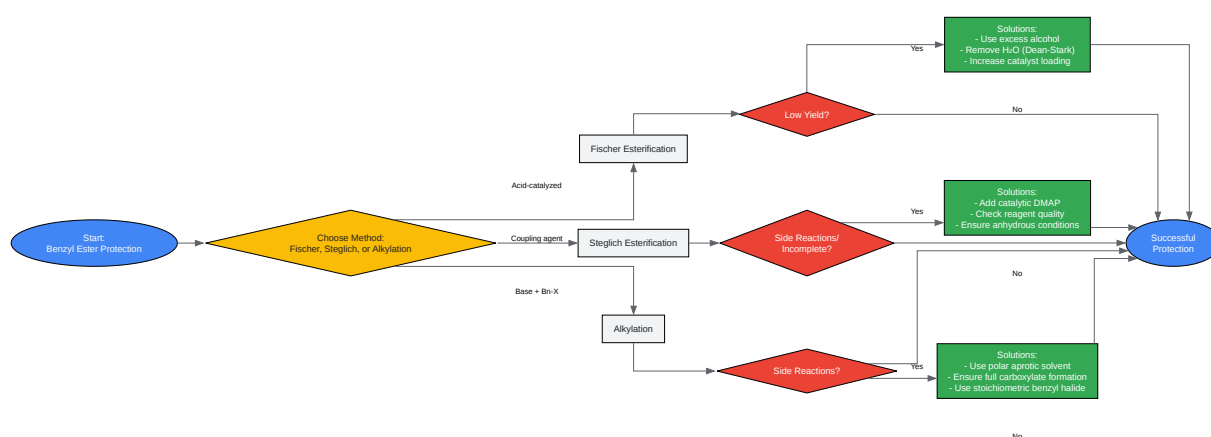 Start:
Benzyl Ester Protection
Choose Method:
Fischer, Steglich, or Alkylation
Acid-catalyzed
Coupling agent
Base + Bn-X
Fischer Esterification
Steglich Esterification
Alkylation
Low Yield?
Side Reactions/
Incomplete?
Side Reactions?
Yes
Solutions:
- Use excess alcohol
- Remove H₂O (Dean-Stark)
- Increase catalyst loading
No
Yes
Solutions:
- Add catalytic DMAP
- Check reagent quality
- Ensure anhydrous conditions
No
Yes
Solutions:
- Use polar aprotic solvent
- Ensure full carboxylate formation
- Use stoichiometric benzyl halide
No
Successful
Protection